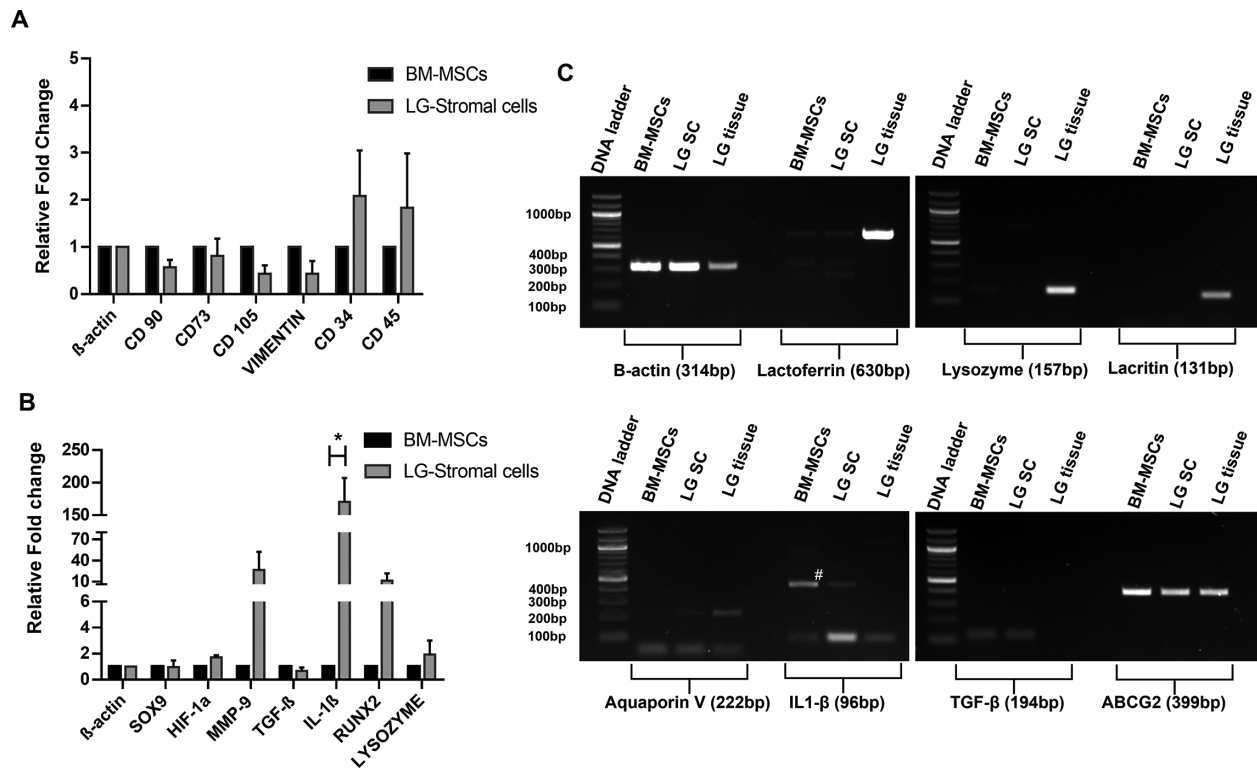 A
Relative Fold Change
5
4
3
2
1
0
BM-MSCs
LG-Stromal cells
ß-actin
CD 90
CD73
CD 105
VIMENTIN
CD 34
CD 45
B
Relative Fold change
250
200
150
70
40
10
6
4
2
0
*
BM-MSCs
LG-Stromal cells
ß-actin
SOX9
HIF-1a
MMP-9
TGF-ß
IL-1ß
RUNX2
LYSOZYME
C
DNA ladder
BM-MSCs
LG SC
LG tissue
BM-MSCs
LG SC
LG tissue
DNA ladder
BM-MSCs
LG SC
LG tissue
BM-MSCs
LG SC
LG tissue
1000bp
400bp
300bp
200bp
100bp
B-actin (314bp)
Lactoferrin (630bp)
Lysozyme (157bp)
Lacritin (131bp)
DNA ladder
BM-MSCs
LG SC
LG tissue
BM-MSCs
LG SC
LG tissue
DNA ladder
BM-MSCs
LG SC
LG tissue
BM-MSCs
LG SC
LG tissue
1000bp
400bp
300bp
200bp
100bp
#
Aquaporin V (222bp)
IL1-β (96bp)
TGF-β (194bp)
ABCG2 (399bp)